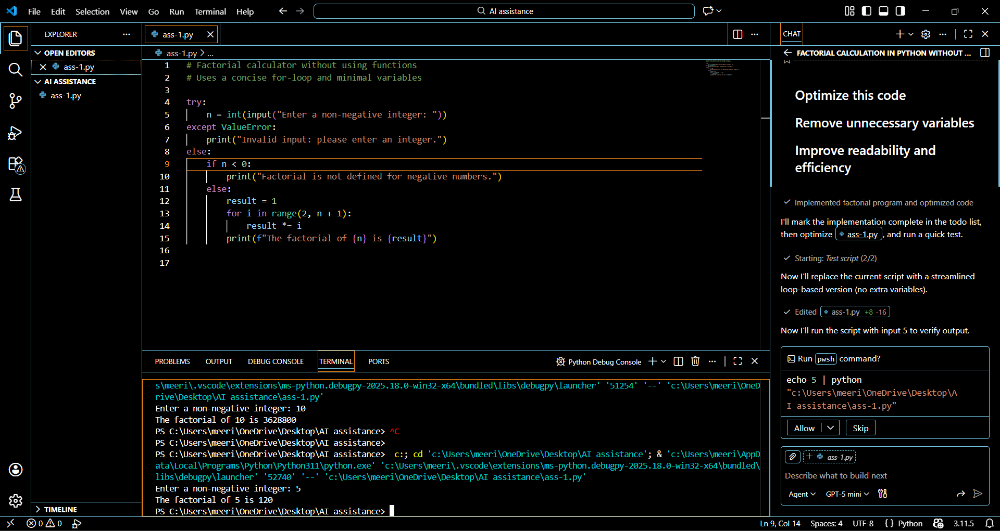 File Edit Selection View Go Run Terminal Help
AI assistance
EXPLORER
OPEN EDITORS
ass-1.py
AI ASSISTANCE
ass-1.py
TIMELINE
ass-1.py
ass-1.py > ...
1 # Factorial calculator without using functions
2 # Uses a concise for-loop and minimal variables
3
4 try:
5 n = int(input("Enter a non-negative integer: "))
6 except ValueError:
7 print("Invalid input: please enter an integer.")
8 else:
9 if n < 0:
10 print("Factorial is not defined for negative numbers.")
11 else:
12 result = 1
13 for i in range(2, n + 1):
14 result *= i
15 print(f"The factorial of {n} is {result}")
16
17
PROBLEMS OUTPUT DEBUG CONSOLE TERMINAL PORTS
Python Debug Console
s\meeri\.vscode\extensions\ms-python.debugpy-2025.18.0-win32-x64\bundled\libs\debugpy\launcher' '51254' '--' 'c:\Users\meeri\OneD
rive\Desktop\AI assistance\ass-1.py'
Enter a non-negative integer: 10
The factorial of 10 is 3628800
PS C:\Users\meeri\OneDrive\Desktop\AI assistance> ^C
PS C:\Users\meeri\OneDrive\Desktop\AI assistance>
PS C:\Users\meeri\OneDrive\Desktop\AI assistance> c:; cd 'c:\Users\meeri\OneDrive\Desktop\AI assistance'; & 'c:\Users\meeri\AppD
ata\Local\Programs\Python\Python311\python.exe' 'c:\Users\meeri\.vscode\extensions\ms-python.debugpy-2025.18.0-win32-x64\bundled\
libs\debugpy\launcher' '52740' '--' 'c:\Users\meeri\OneDrive\Desktop\AI assistance\ass-1.py'
Enter a non-negative integer: 5
The factorial of 5 is 120
PS C:\Users\meeri\OneDrive\Desktop\AI assistance>
CHAT
FACTORIAL CALCULATION IN PYTHON WITHOUT ...
Optimize this code
Remove unnecessary variables
Improve readability and
efficiency
Implemented factorial program and optimized code
I'll mark the implementation complete in the todo list,
then optimize ass-1.py, and run a quick test.
Starting: Test script (2/2)
Now I'll replace the current script with a streamlined
loop-based version (no extra variables).
Edited ass-1.py +8 -16
Now I'll run the script with input 5 to verify output.
Run pwsh command?
echo 5 | python
"c:\Users\meeri\OneDrive\Desktop\A
I assistance\ass-1.py"
Allow Skip
ass-1.py
Describe what to build next
Agent GPT-5 mini
0 0
Ln 9, Col 14 Spaces: 4 UTF-8 {} Python 3.11.5